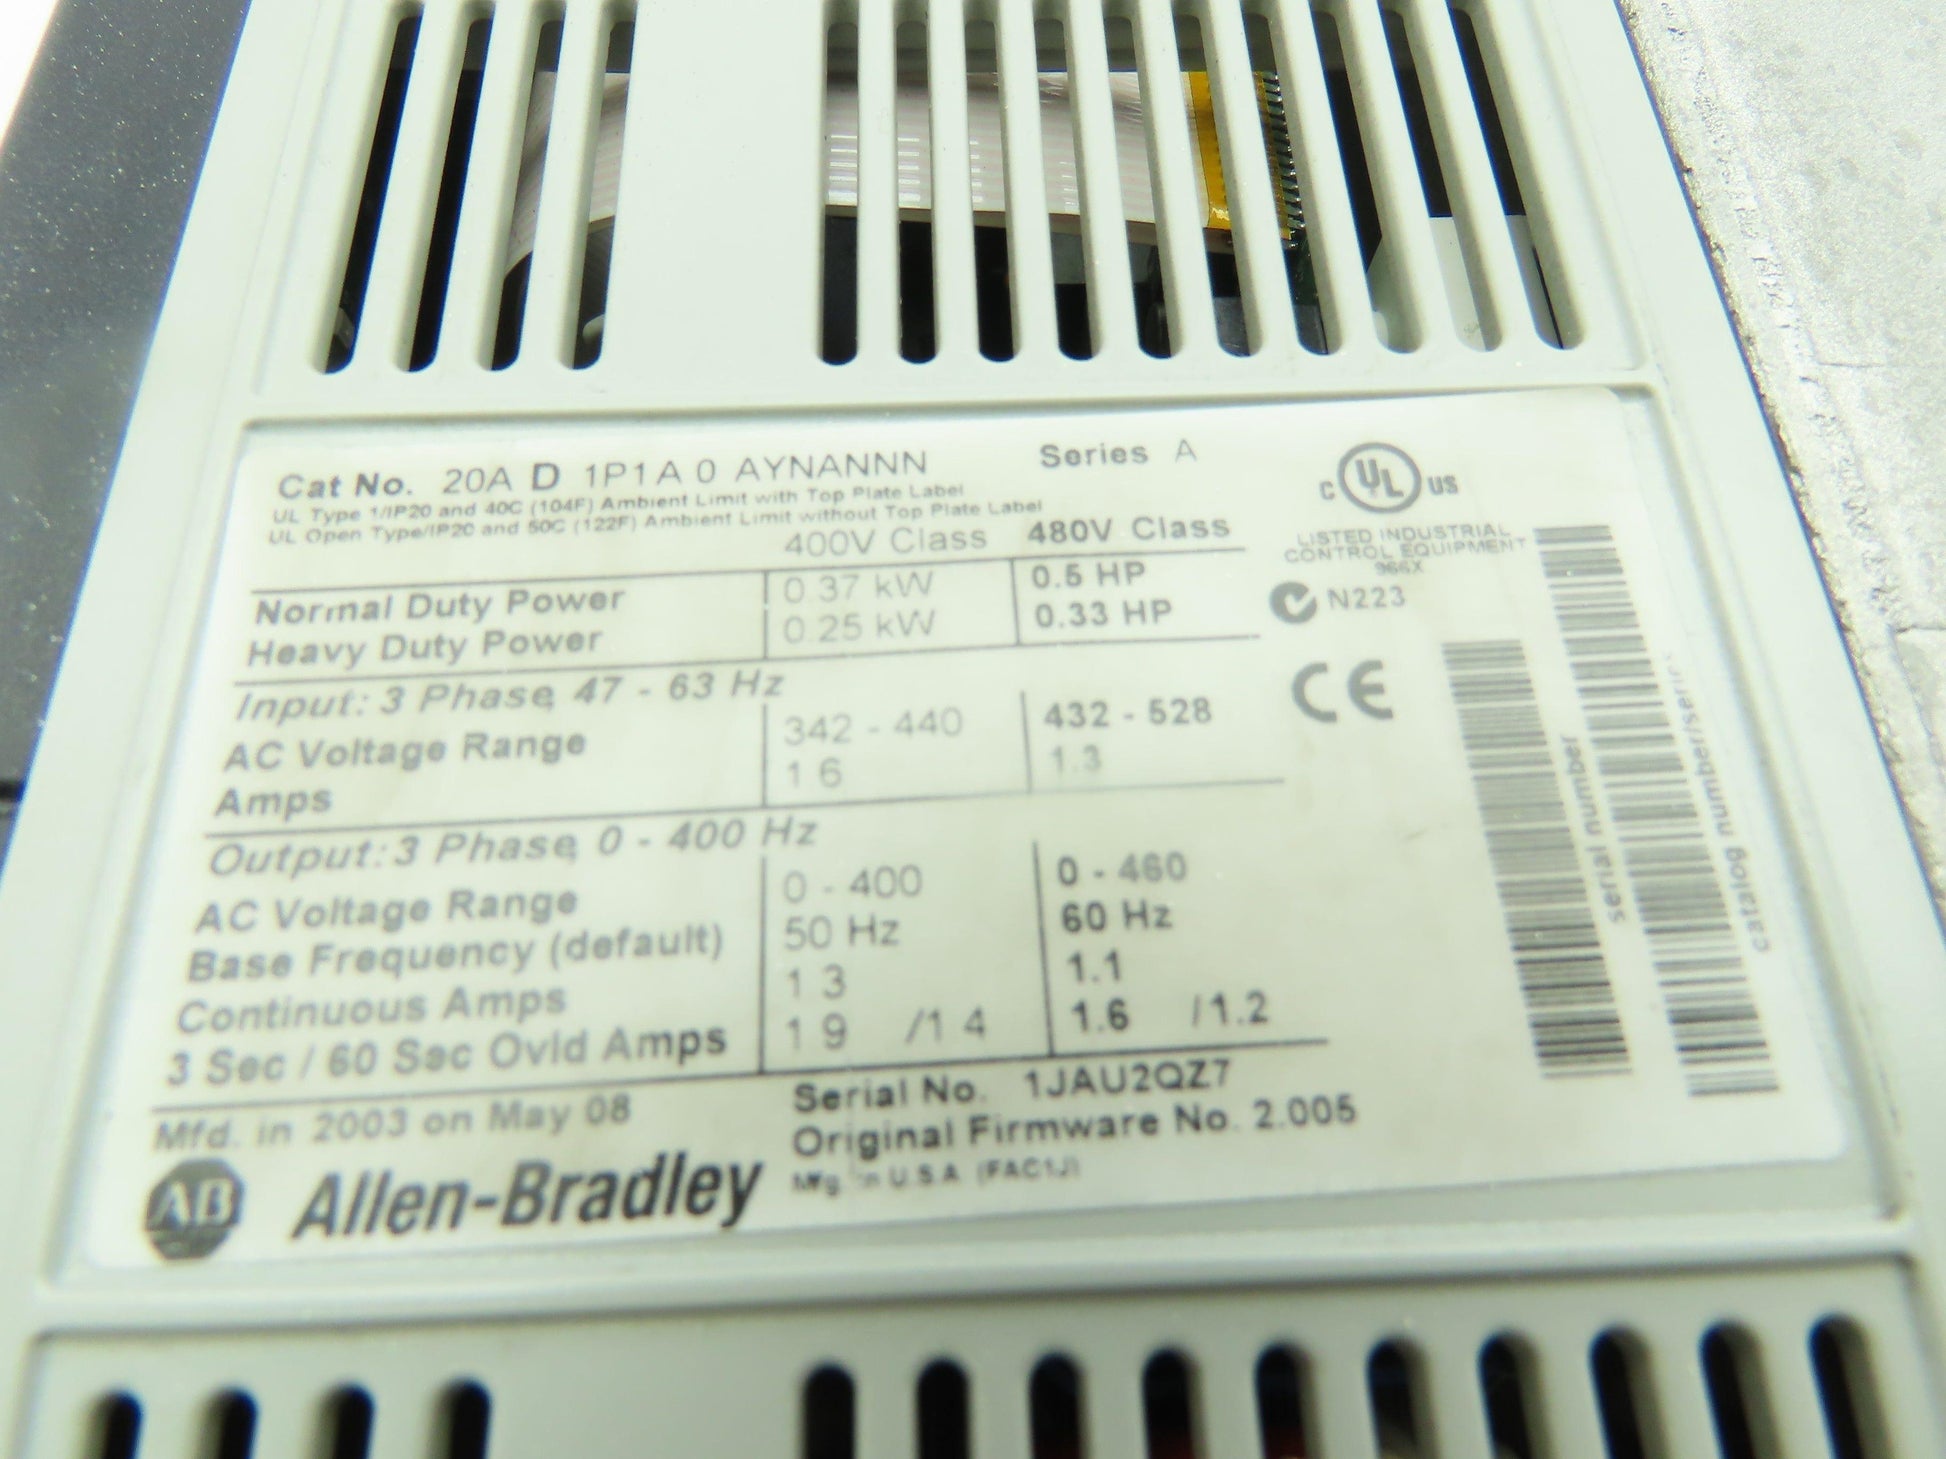 Cat No. 20A D 1P1A 0 AYNANNN Series A
UL Type 1/IP20 and 40C (104F) Ambient Limit with Top Plate Label
UL Open Type/IP20 and 50C (122F) Ambient Limit without Top Plate Label
400V Class 480V Class
Normal Duty Power 0.37 kW 0.5 HP
Heavy Duty Power 0.25 kW 0.33 HP
Input: 3 Phase, 47 - 63 Hz
AC Voltage Range 342 - 440 432 - 528
Amps 1 6 1.3
Output: 3 Phase, 0 - 400 Hz
AC Voltage Range 0 - 400 0 - 460
Base Frequency (default) 50 Hz 60 Hz
Continuous Amps 1 3 1.1
3 Sec / 60 Sec Ovld Amps 1 9 /1 4 1.6 /1.2
Mfd. in 2003 on May 08
Serial No. 1JAU2QZ7
Original Firmware No. 2.005
Mfg. in U.S.A. (FAC1J)
AB Allen-Bradley
C UL US
LISTED INDUSTRIAL
CONTROL EQUIPMENT
966X
N223
CE
serial number
catalog number/series